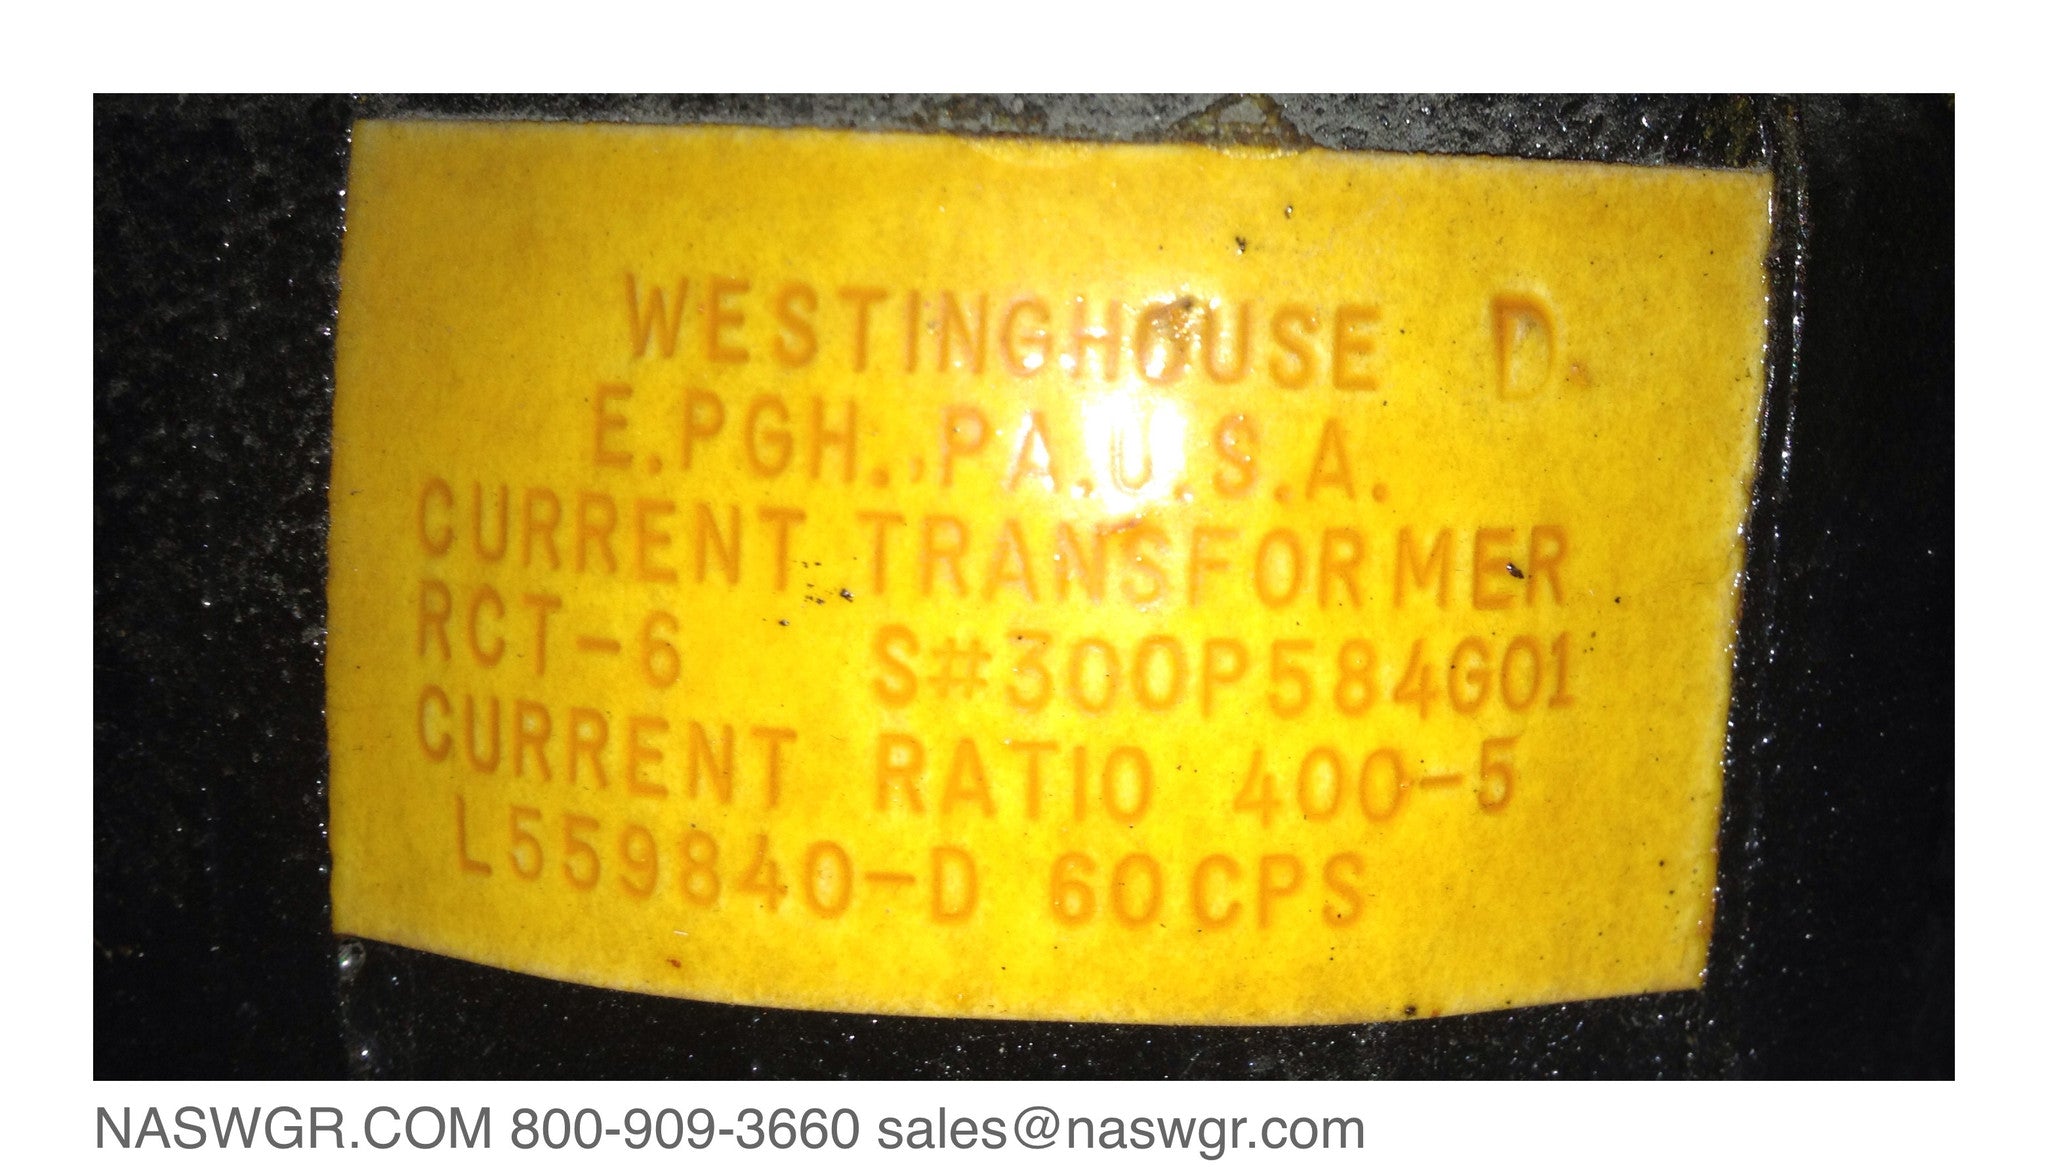 WESTINGHOUSE D.
E.PGH.,PA.U.S.A.
CURRENT TRANSFORMER
RCT-6 S#300P584G01
CURRENT RATIO 400-5
L559840-D 60CPS
NASWGR.COM 800-909-3660 sales@naswgr.com